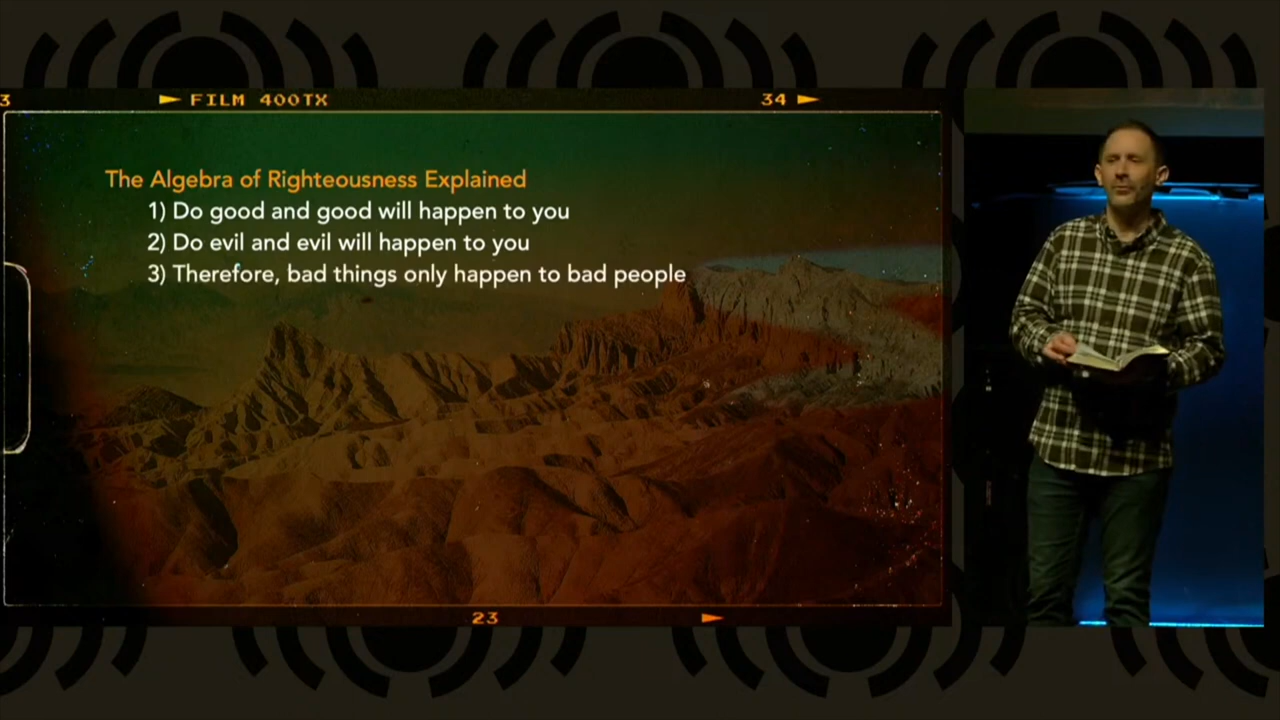 3 FILM 400TX 34
The Algebra of Righteousness Explained
1) Do good and good will happen to you
2) Do evil and evil will happen to you
3) Therefore, bad things only happen to bad people
23